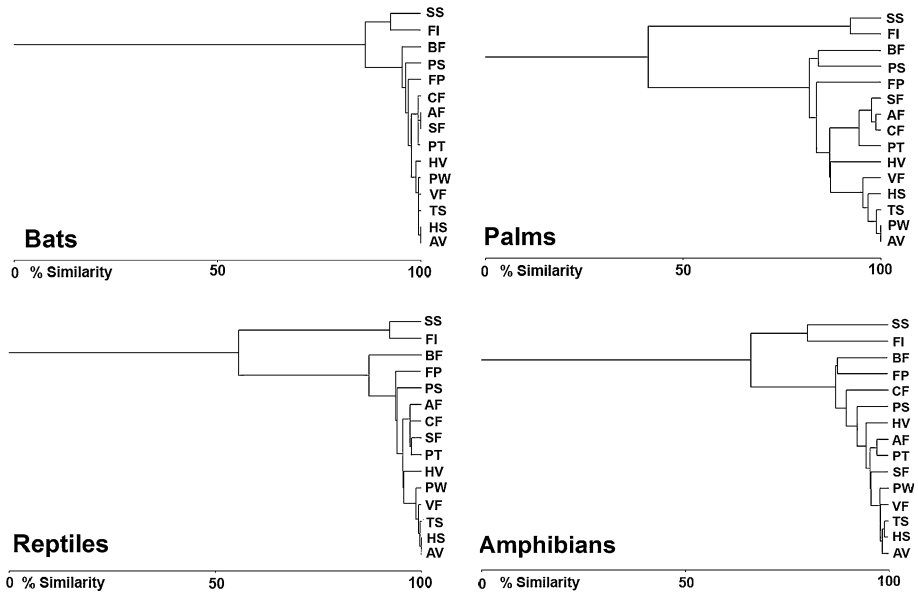 SS
FI
BF
PS
FP
CF
AF
SF
PT
HV
PW
VF
TS
HS
AV
Bats
0 % Similarity 50 100
SS
FI
BF
PS
FP
SF
AF
CF
PT
HV
VF
HS
TS
PW
AV
Palms
0 % Similarity 50 100
SS
FI
BF
FP
PS
AF
CF
SF
PT
HV
PW
VF
TS
HS
AV
Reptiles
0 % Similarity 50 100
SS
FI
BF
FP
CF
PS
HV
AF
PT
SF
PW
VF
TS
HS
AV
Amphibians
0 % Similarity 50 100